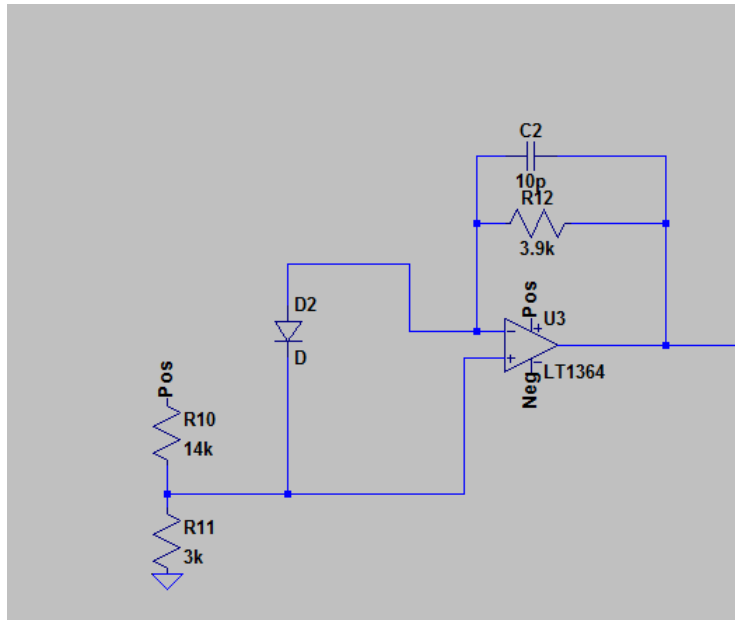 C2
10p
R12
3.9k
Pos
U3
D2
D
LT1364
Neg
Pos
R10
14k
R11
3k